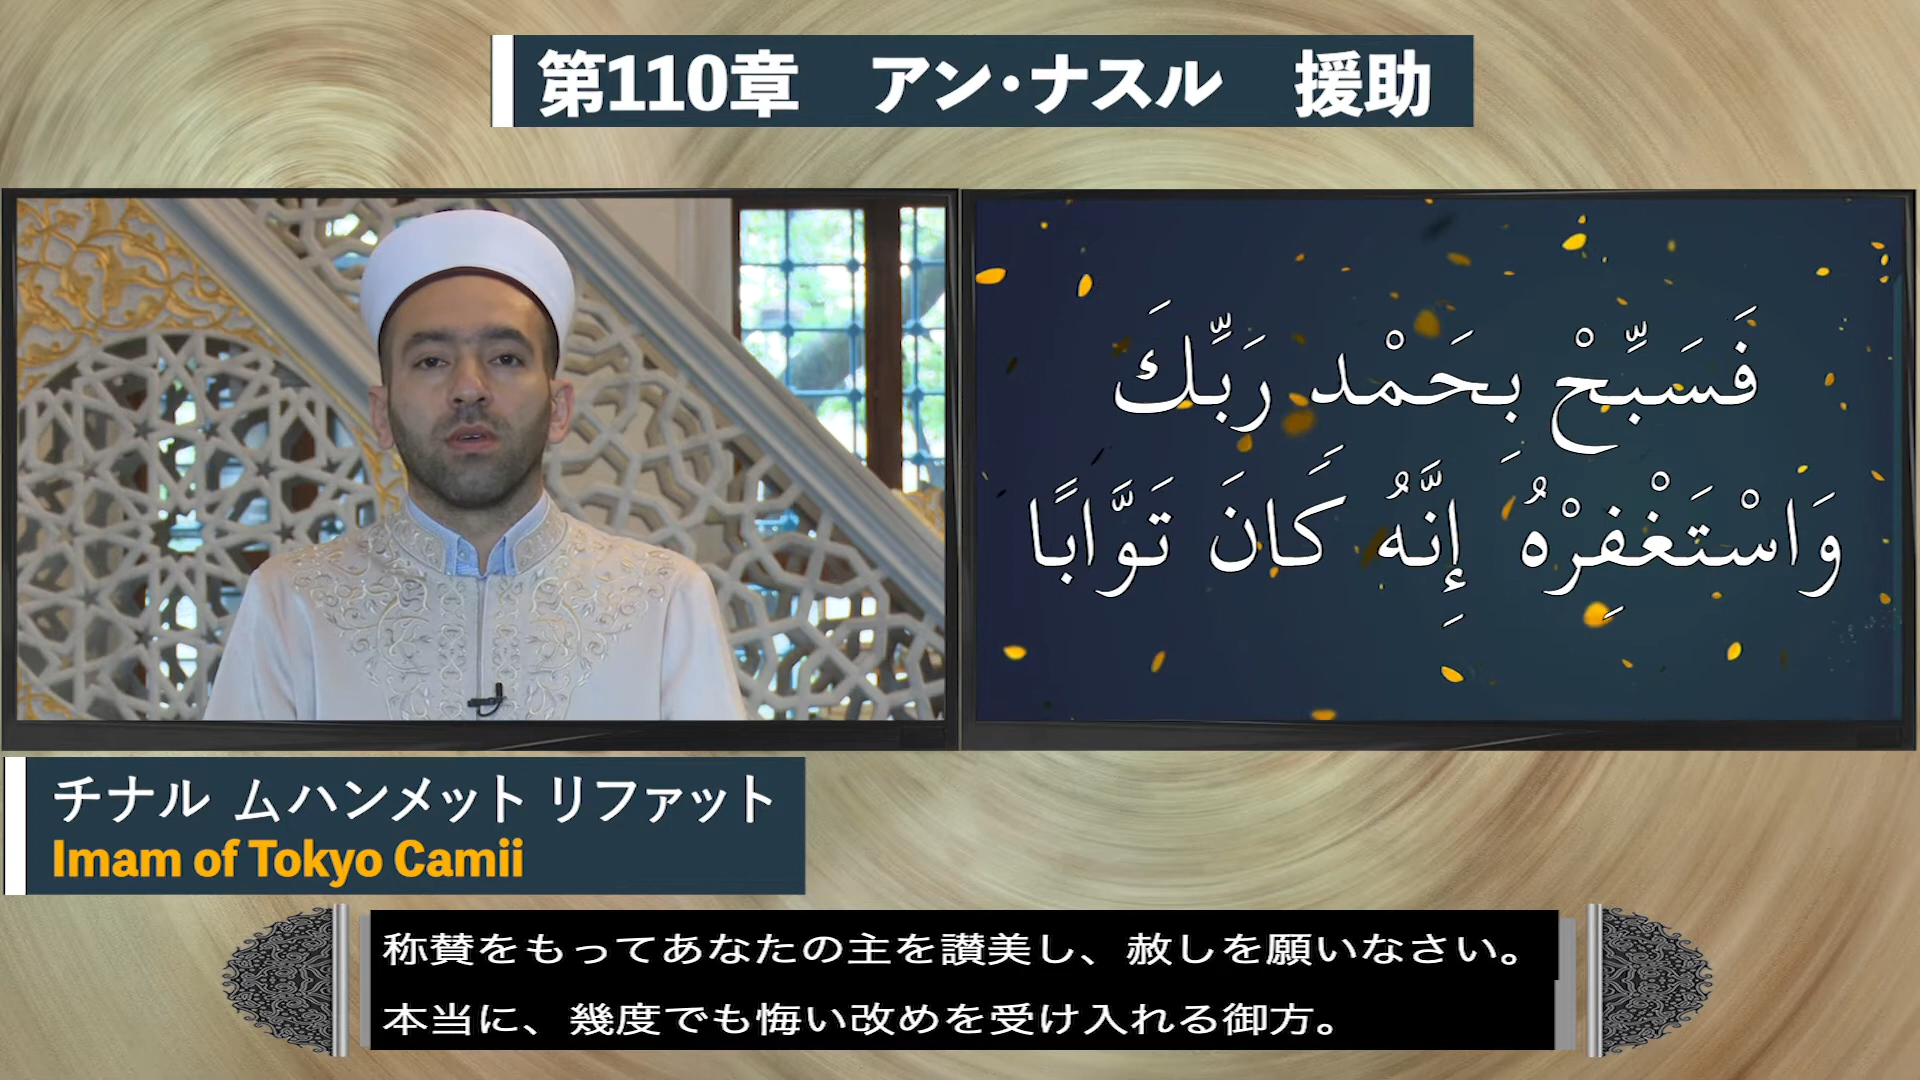 第110章　アン・ナスル　援助
فَسَبِّحْ بِحَمْدِ رَبِّكَ
وَاسْتَغْفِرْهُ إِنَّهُ كَانَ تَوَّابًا
チナル ムハンメット リファット
Imam of Tokyo Camii
称賛をもってあなたの主を讃美し、赦しを願いなさい。
本当に、幾度でも悔い改めを受け入れる御方。